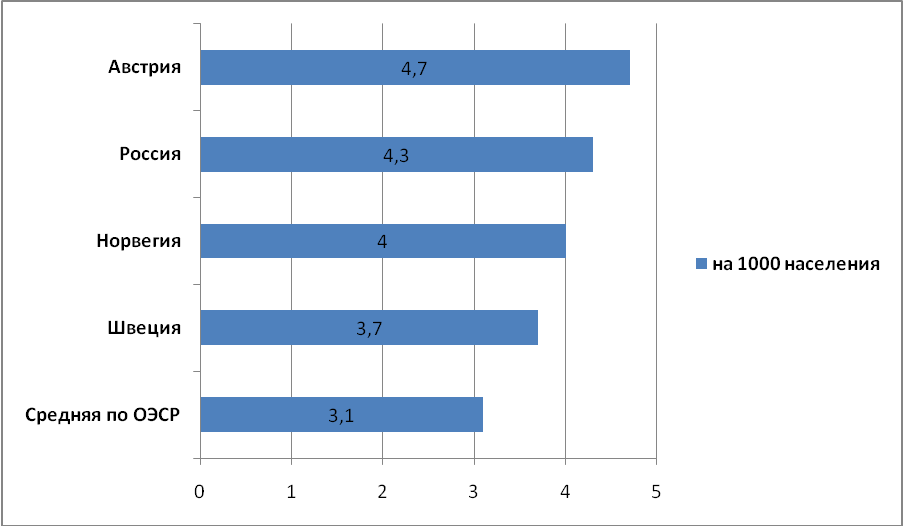 Австрия
4,7
Россия
4,3
Норвегия
4
на 1000 населения
Швеция
3,7
Средняя по ОЭСР
3,1
0 1 2 3 4 5